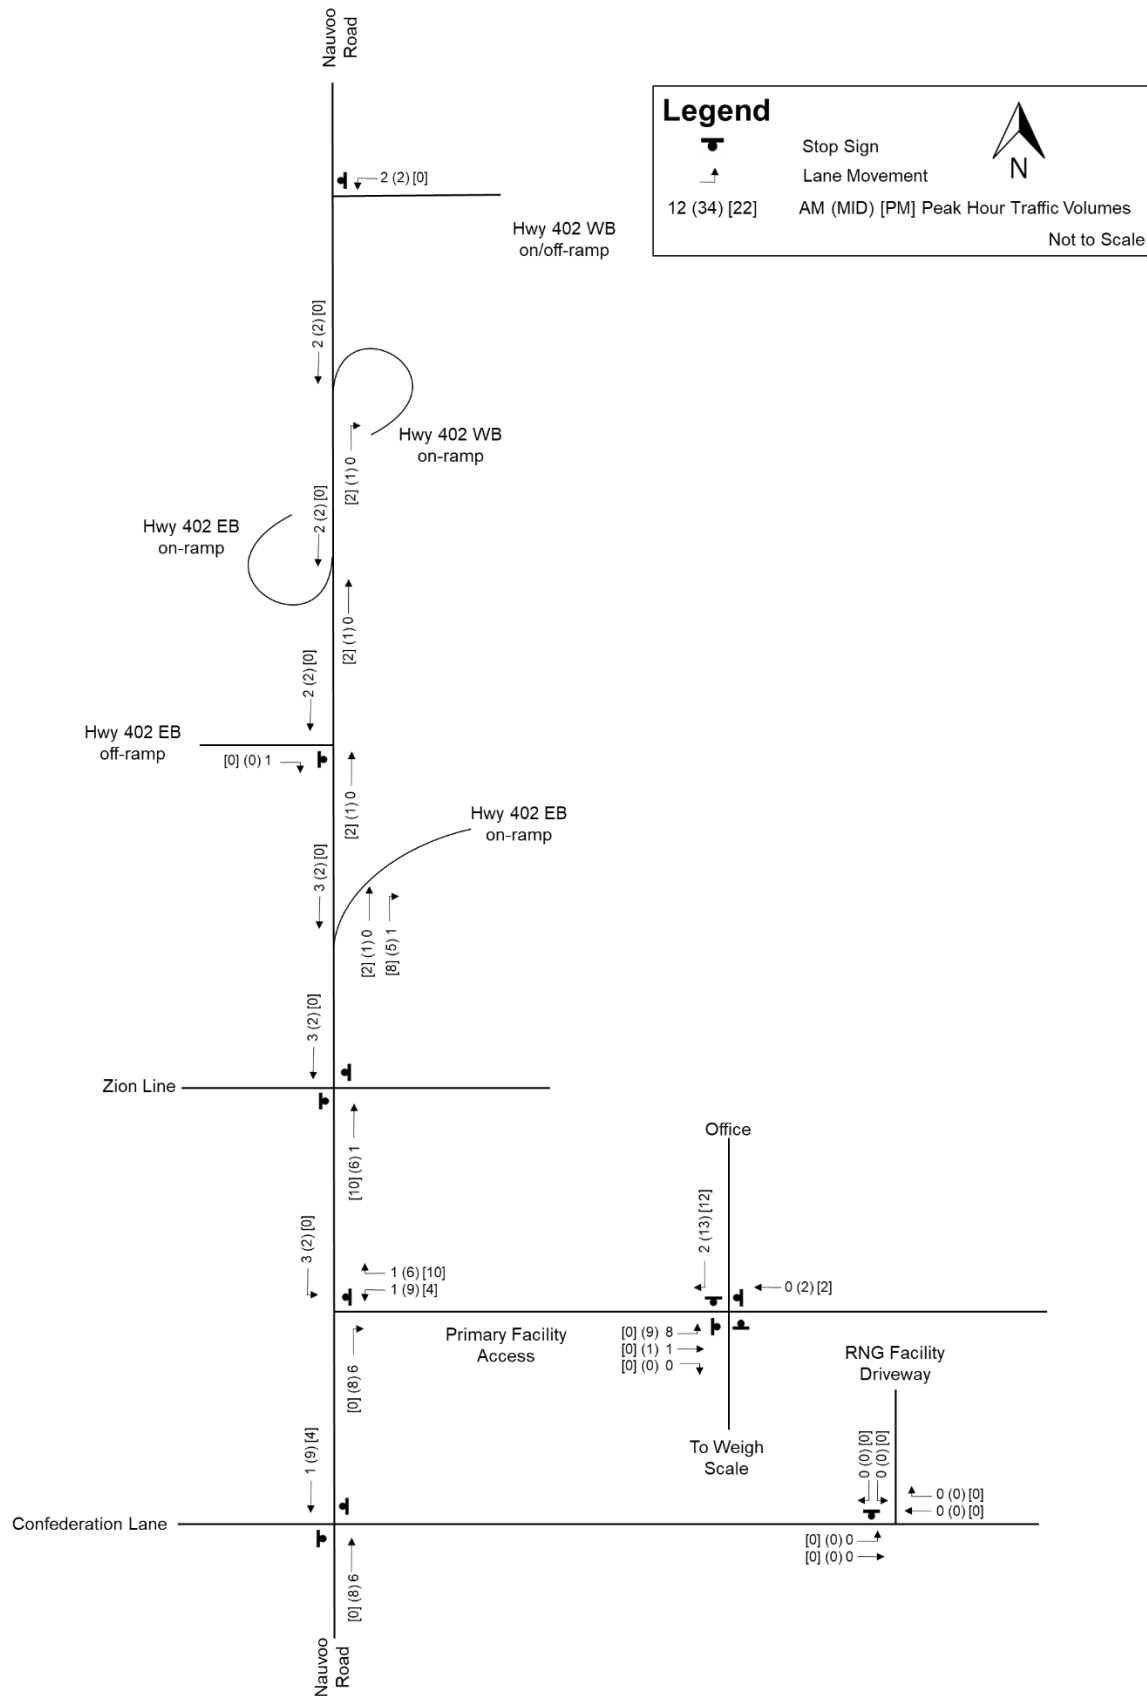 Nauvoo
Road
Legend
Stop Sign
Lane Movement
12 (34) [22]
AM (MID) [PM] Peak Hour Traffic Volumes
N
Not to Scale
2 (2) [0]
Hwy 402 WB
on/off-ramp
2 (2) [0]
Hwy 402 WB
on-ramp
[2] (1) 0
2 (2) [0]
Hwy 402 EB
on-ramp
[2] (1) 0
2 (2) [0]
Hwy 402 EB
off-ramp
[0] (0) 1
[2] (1) 0
Hwy 402 EB
on-ramp
3 (2) [0]
[2] (1) 0
[8] (5) 1
3 (2) [0]
Zion Line
[10] (6) 1
Office
2 (13) [12]
3 (2) [0]
1 (6) [10]
1 (9) [4]
0 (2) [2]
Primary Facility
Access
[0] (9) 8
[0] (1) 1
[0] (0) 0
[0] (8) 6
RNG Facility
Driveway
To Weigh
Scale
1 (9) [4]
0 (0) [0]
0 (0) [0]
0 (0) [0]
0 (0) [0]
Confederation Lane
[0] (0) 0
[0] (0) 0
[0] (8) 6
Nauvoo
Road